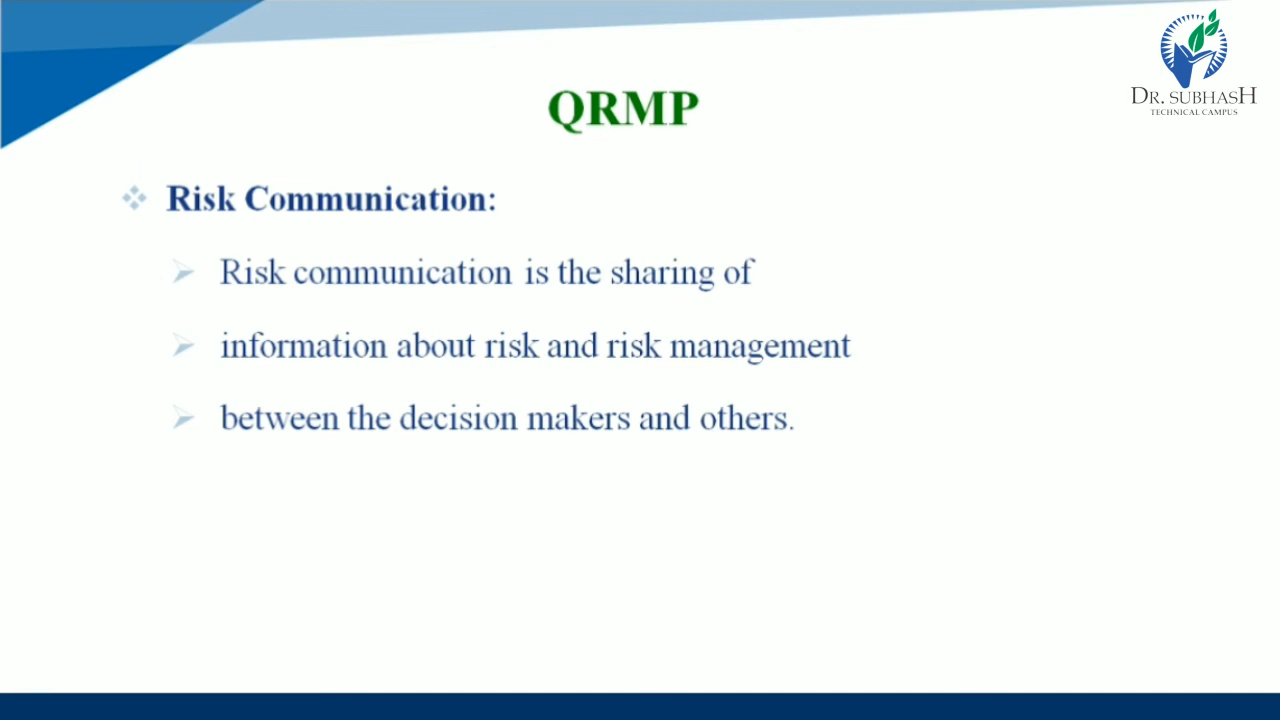 DR. SUBHASH
TECHNICAL CAMPUS
QRMP
Risk Communication:
Risk communication is the sharing of
information about risk and risk management
between the decision makers and others.